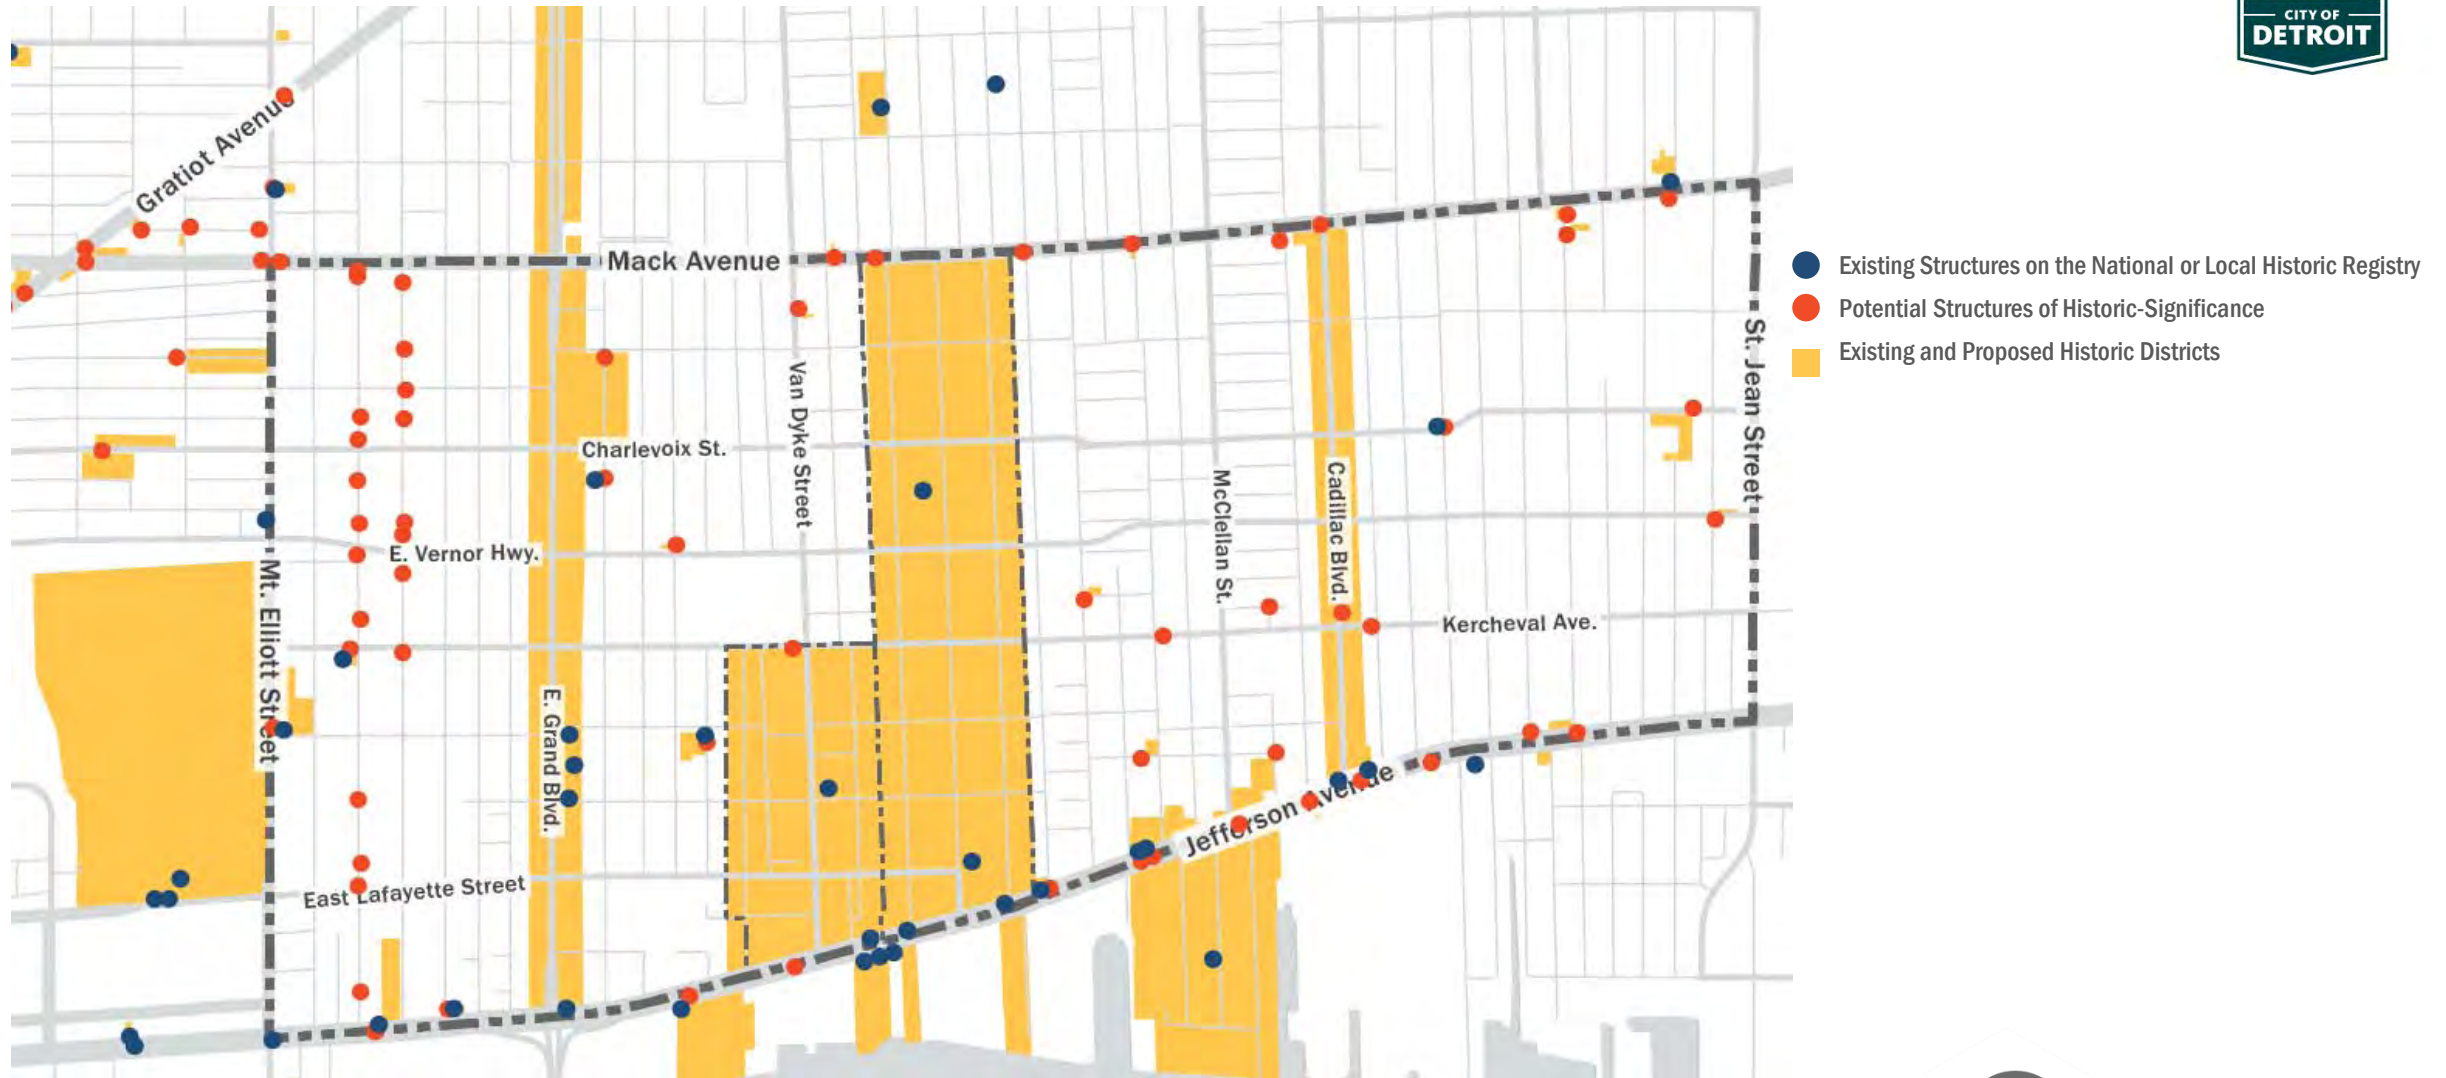 CITY OF
DETROIT
Gratiot Avenue
Mack Avenue
Existing Structures on the National or Local Historic Registry
Potential Structures of Historic-Significance
Existing and Proposed Historic Districts
St. Jean Street
Van Dyke Street
Charlevoix St.
McClellan St.
Cadillac Blvd.
E. Vernor Hwy.
Mt. Elliott Street
Kercheval Ave.
E. Grand Blvd.
Jefferson Avenue
East Lafayette Street